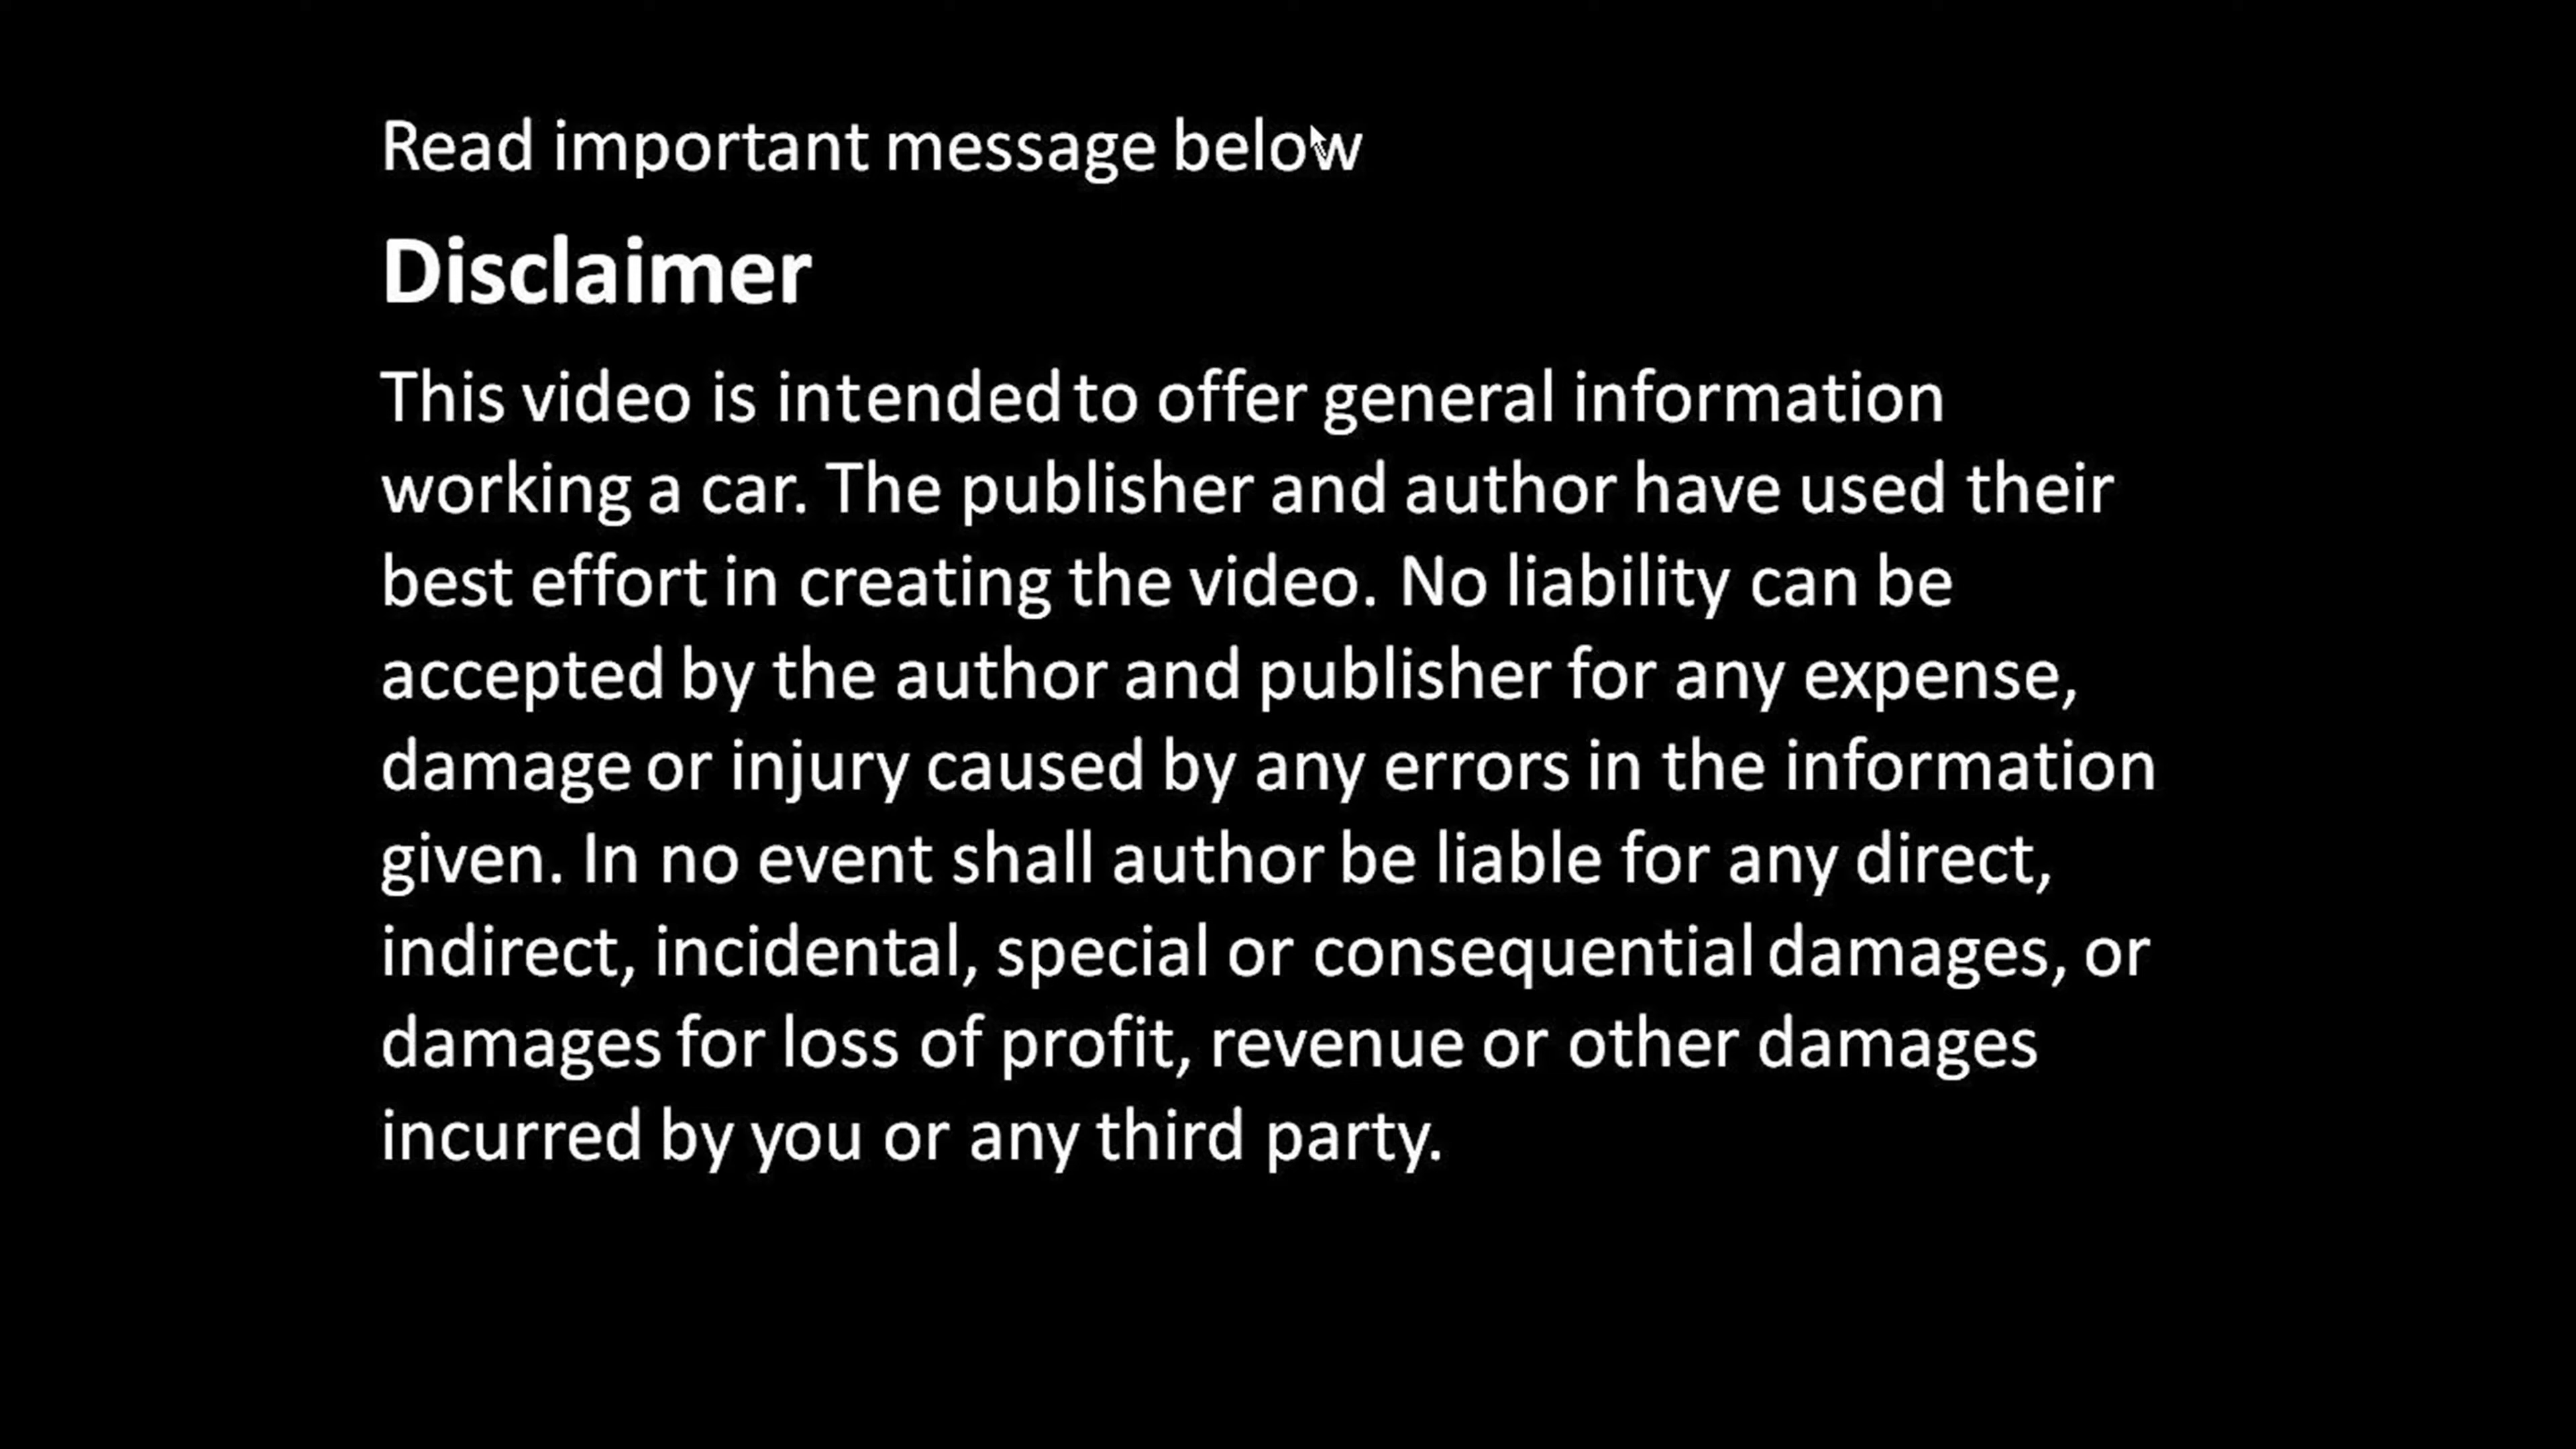 Read important message below
Disclaimer
This video is intended to offer general information
working a car. The publisher and author have used their
best effort in creating the video. No liability can be
accepted by the author and publisher for any expense,
damage or injury caused by any errors in the information
given. In no event shall author be liable for any direct,
indirect, incidental, special or consequential damages, or
damages for loss of profit, revenue or other damages
incurred by you or any third party.